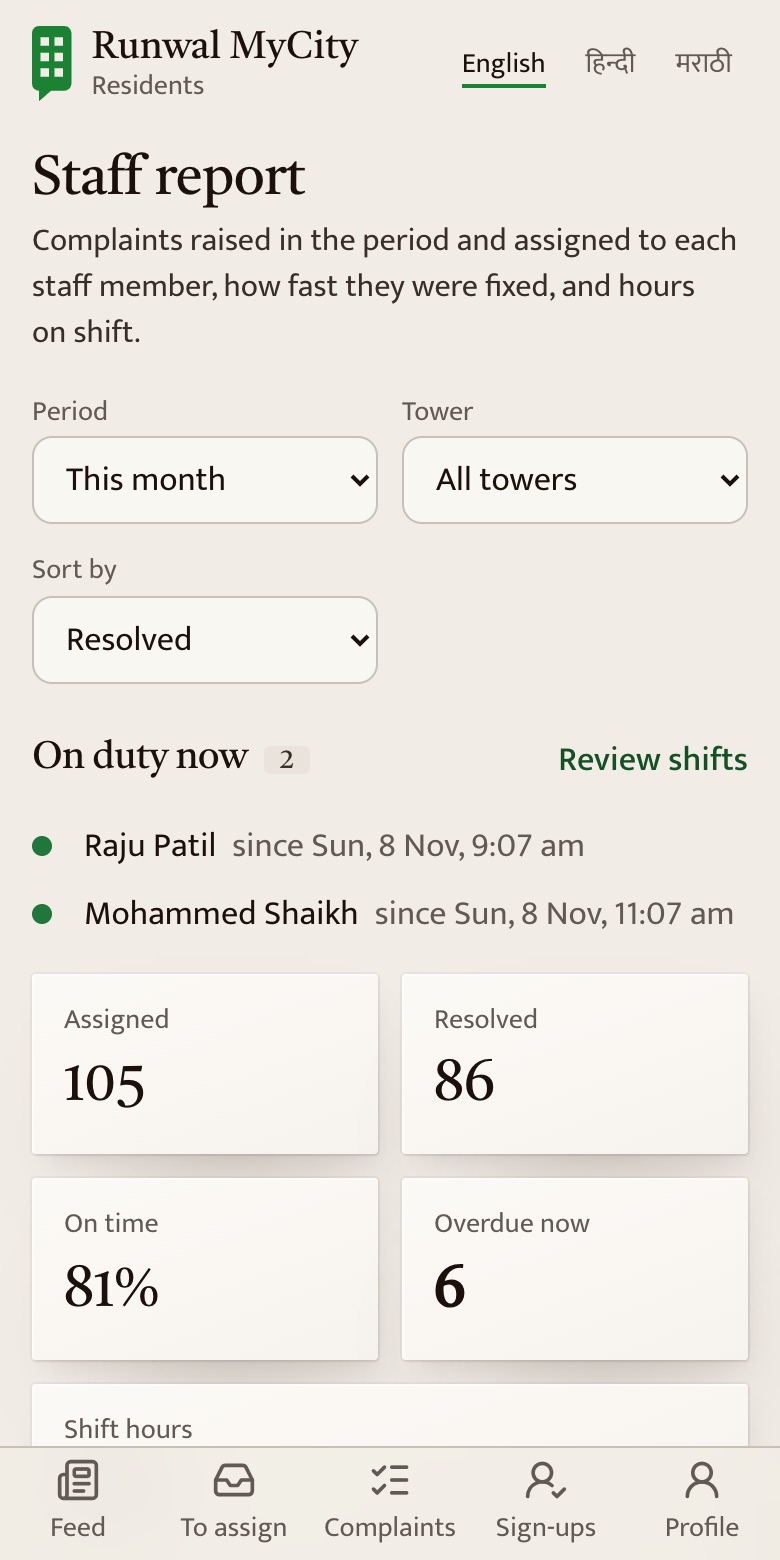 Runwal MyCity
Residents
English हिन्दी मराठी
Staff report
Complaints raised in the period and assigned to each
staff member, how fast they were fixed, and hours
on shift.
Period Tower
This month All towers
Sort by
Resolved
On duty now 2 Review shifts
Raju Patil since Sun, 8 Nov, 9:07 am
Mohammed Shaikh since Sun, 8 Nov, 11:07 am
Assigned Resolved
105 86
On time Overdue now
81% 6
Shift hours
Feed To assign Complaints Sign-ups Profile